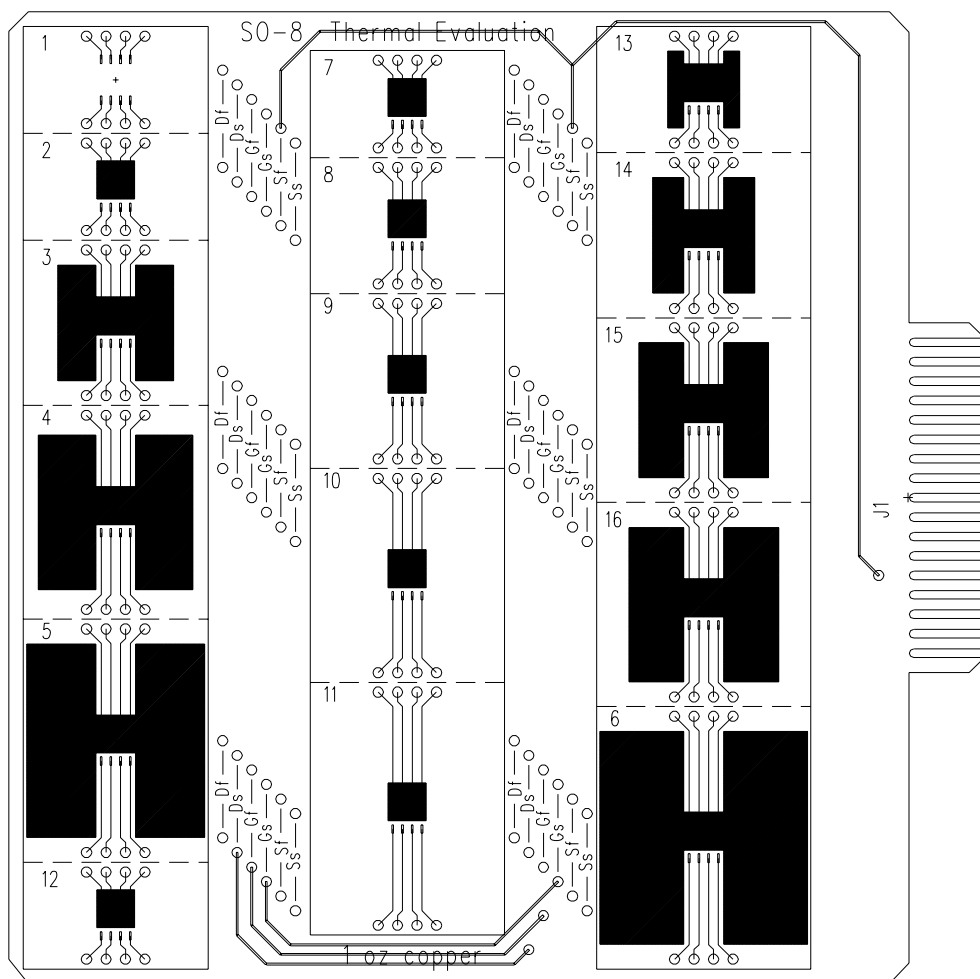 SO-8 Thermal Evaluation
1
7
13
2
8
14
3
9
15
4
10
16
5
11
6
12
Df
Ds
Gf
Gs
Sf
Ss
Df
Ds
Gf
Gs
Sf
Ss
Df
Ds
Gf
Gs
Sf
Ss
Df
Ds
Gf
Gs
Sf
Ss
Df
Ds
Gf
Gs
Sf
Ss
Df
Ds
Gf
Gs
Sf
Ss
J1
1 oz copper